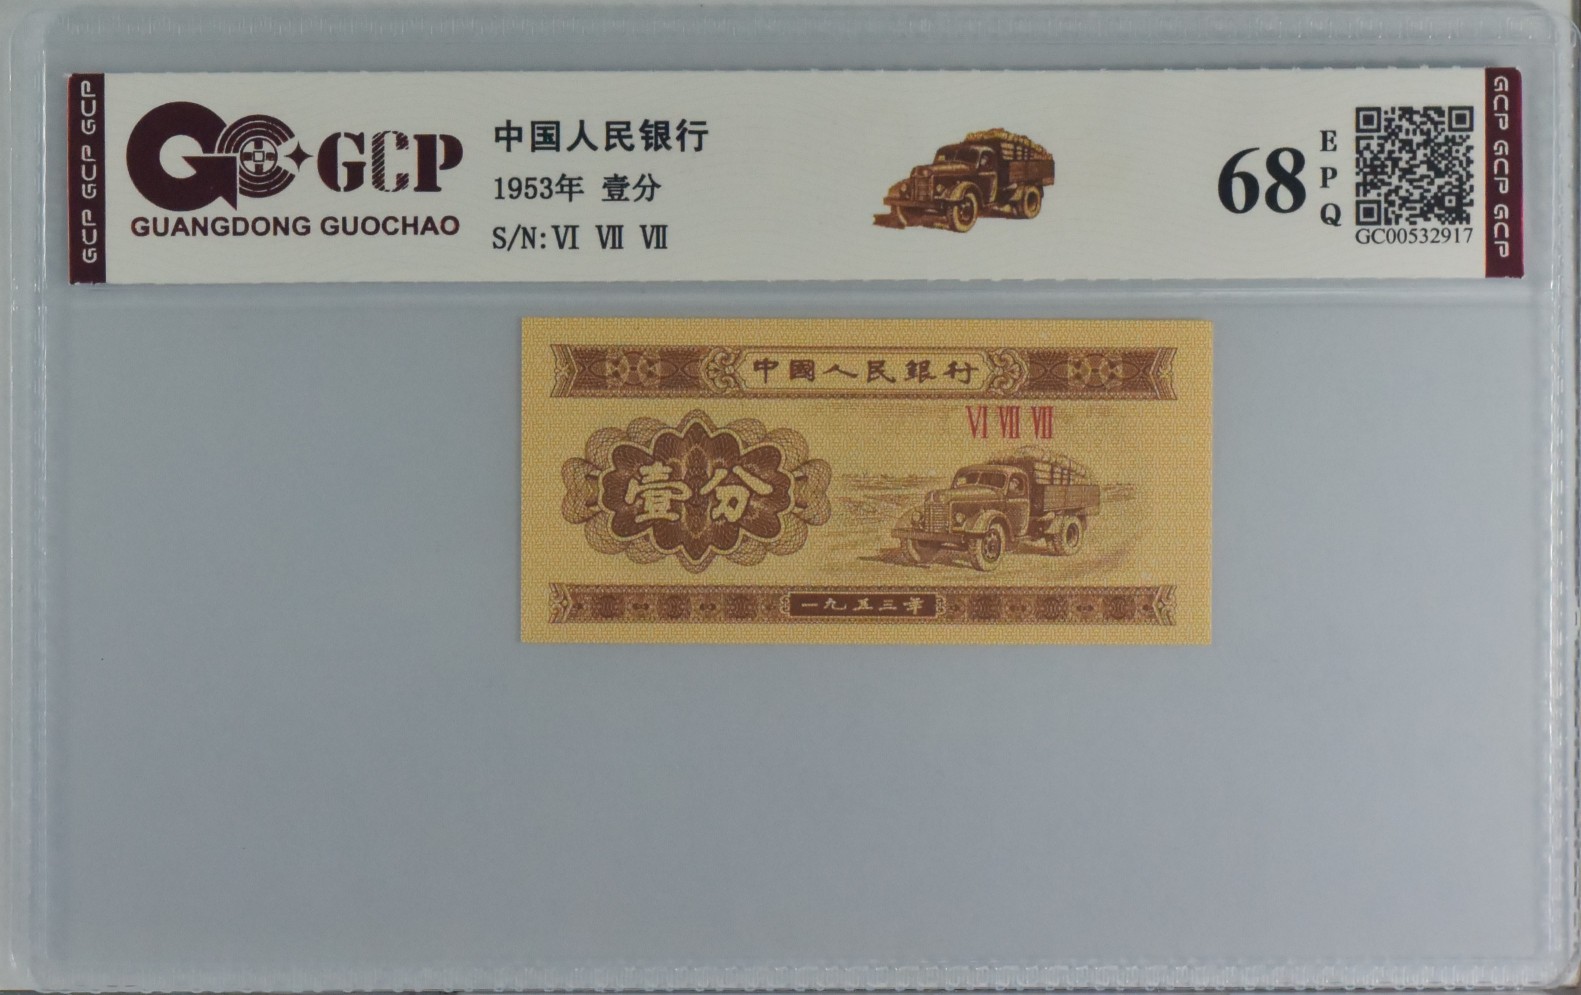 GCP GCP GCP
GCP
GUANGDONG GUOCHAO
中国人民银行
1953年 壹分
S/N:Ⅵ Ⅶ Ⅶ
68
EPQ
GC00532917
GCP GCP GCP
中國人民銀行
Ⅵ Ⅶ Ⅶ
壹分
一九五三年